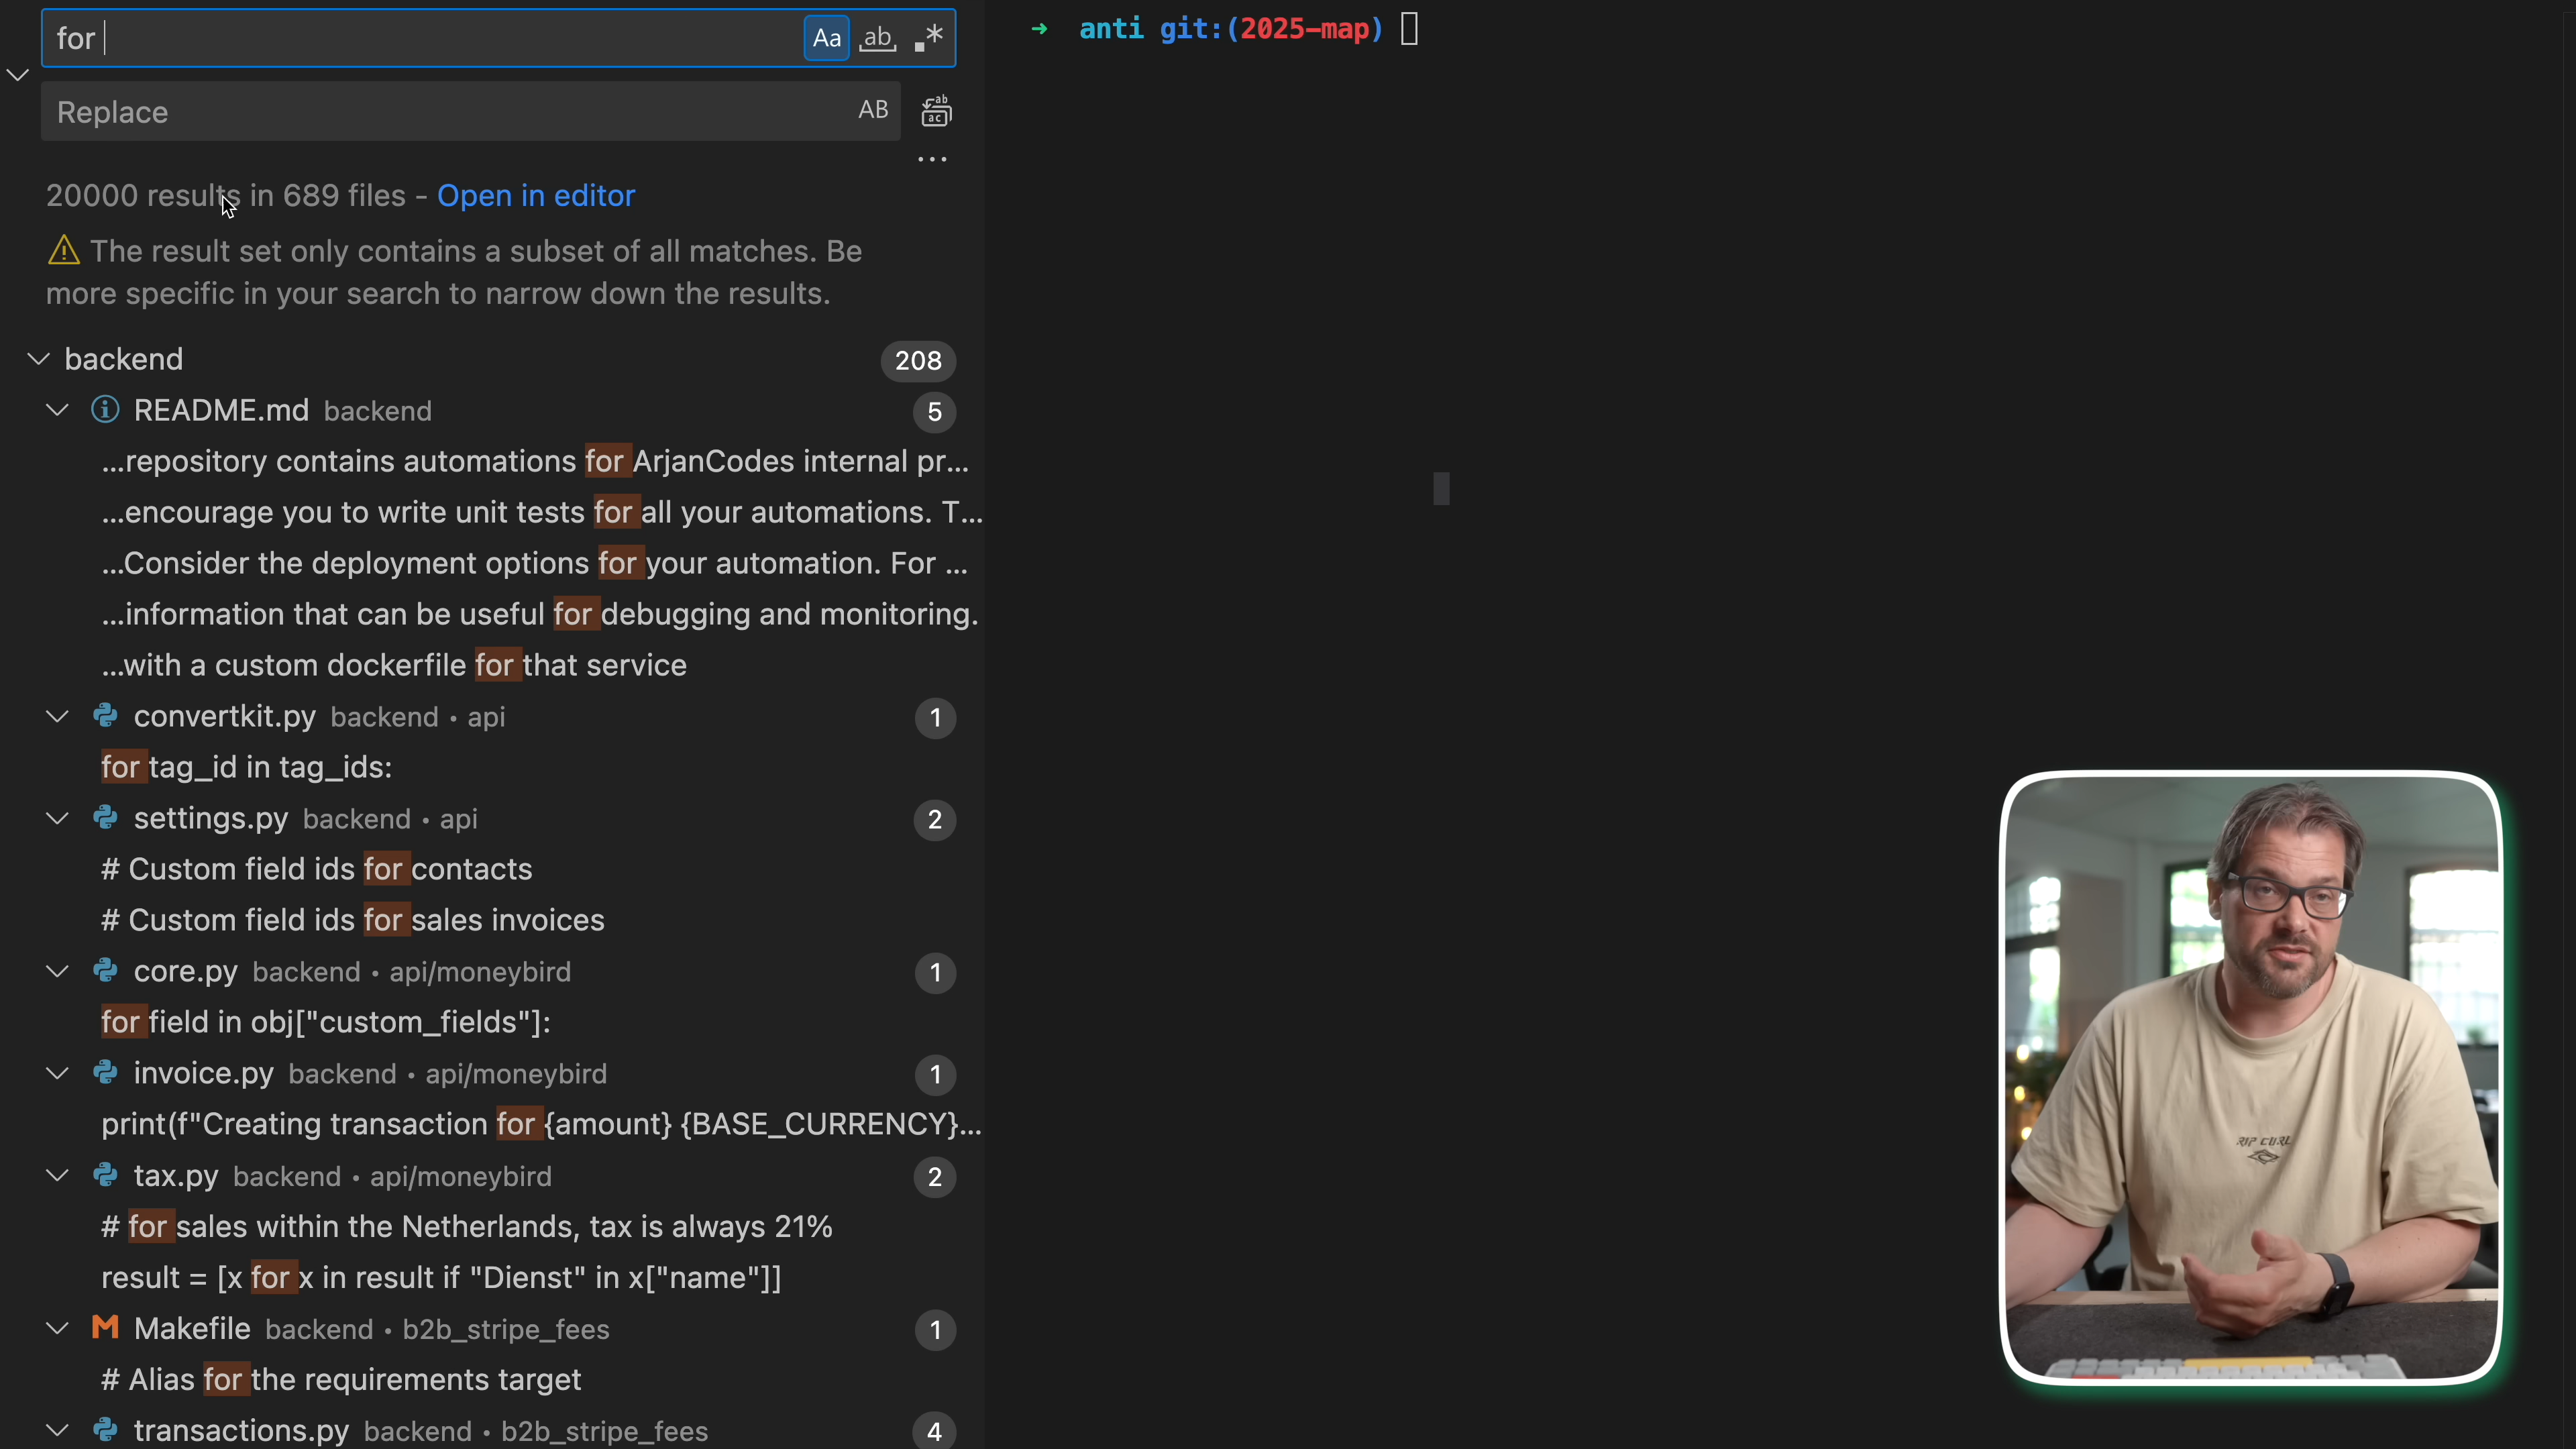 for
Aa
ab
.*
Replace
AB
ab
ac
...
20000 results in 689 files - Open in editor
The result set only contains a subset of all matches. Be
more specific in your search to narrow down the results.
backend 208
README.md backend 5
...repository contains automations for ArjanCodes internal pr...
...encourage you to write unit tests for all your automations. T...
...Consider the deployment options for your automation. For ...
...information that can be useful for debugging and monitoring.
...with a custom dockerfile for that service
convertkit.py backend • api 1
for tag_id in tag_ids:
settings.py backend • api 2
# Custom field ids for contacts
# Custom field ids for sales invoices
core.py backend • api/moneybird 1
for field in obj["custom_fields"]:
invoice.py backend • api/moneybird 1
print(f"Creating transaction for {amount} {BASE_CURRENCY}...
tax.py backend • api/moneybird 2
# for sales within the Netherlands, tax is always 21%
result = [x for x in result if "Dienst" in x["name"]]
M Makefile backend • b2b_stripe_fees 1
# Alias for the requirements target
transactions.py backend • b2b_stripe_fees 4
➜ anti git:(2025-map)
RIP CURL